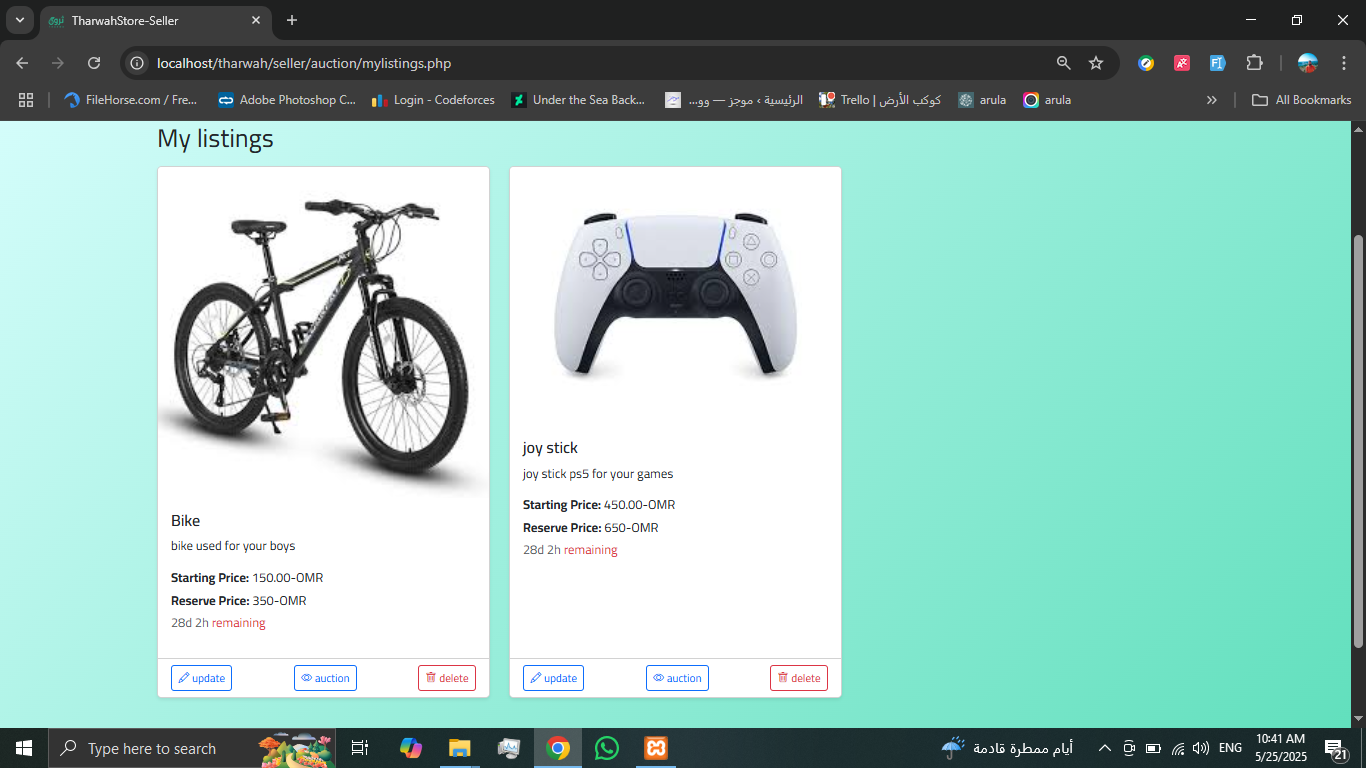 TharwahStore-Seller
localhost/tharwah/seller/auction/mylistings.php
FileHorse.com / Fre...
Adobe Photoshop C...
Login - Codeforces
Under the Sea Back...
الرئيسية › موجز — وو...
كوكب الأرض | Trello
arula
arula
All Bookmarks
My listings
Bike
bike used for your boys
Starting Price: 150.00-OMR
Reserve Price: 350-OMR
28d 2h remaining
update
auction
delete
joy stick
joy stick ps5 for your games
Starting Price: 450.00-OMR
Reserve Price: 650-OMR
28d 2h remaining
update
auction
delete
Type here to search
أيام ممطرة قادمة
ENG
10:41 AM
5/25/2025
21